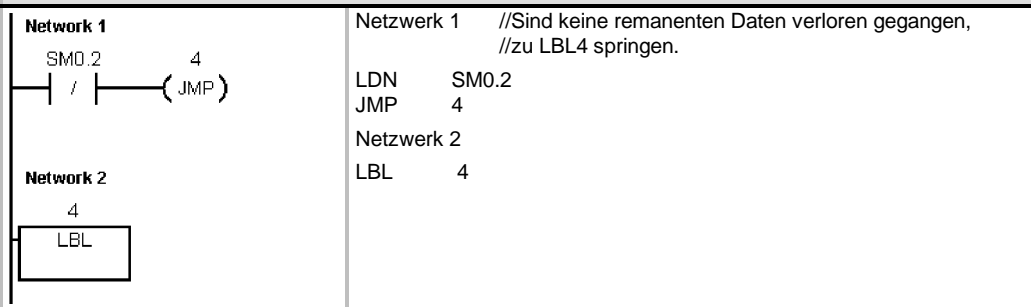 Network 1
SM0.2 4
/ JMP
Network 2
4
LBL
Netzwerk 1 //Sind keine remanenten Daten verloren gegangen,
//zu LBL4 springen.
LDN SM0.2
JMP 4
Netzwerk 2
LBL 4